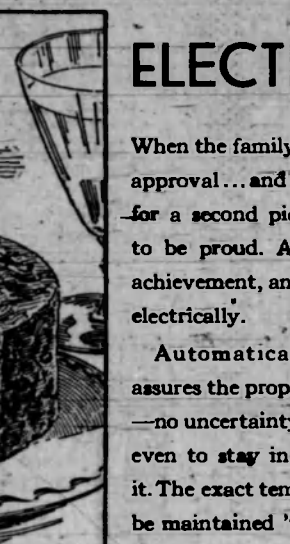 ELECT
When the family
approval...and
for a second pie
to be proud. A
achievement, an
electrically.
Automatica
assures the prop
—no uncertainty
even to stay in
it. The exact tem
be maintained "